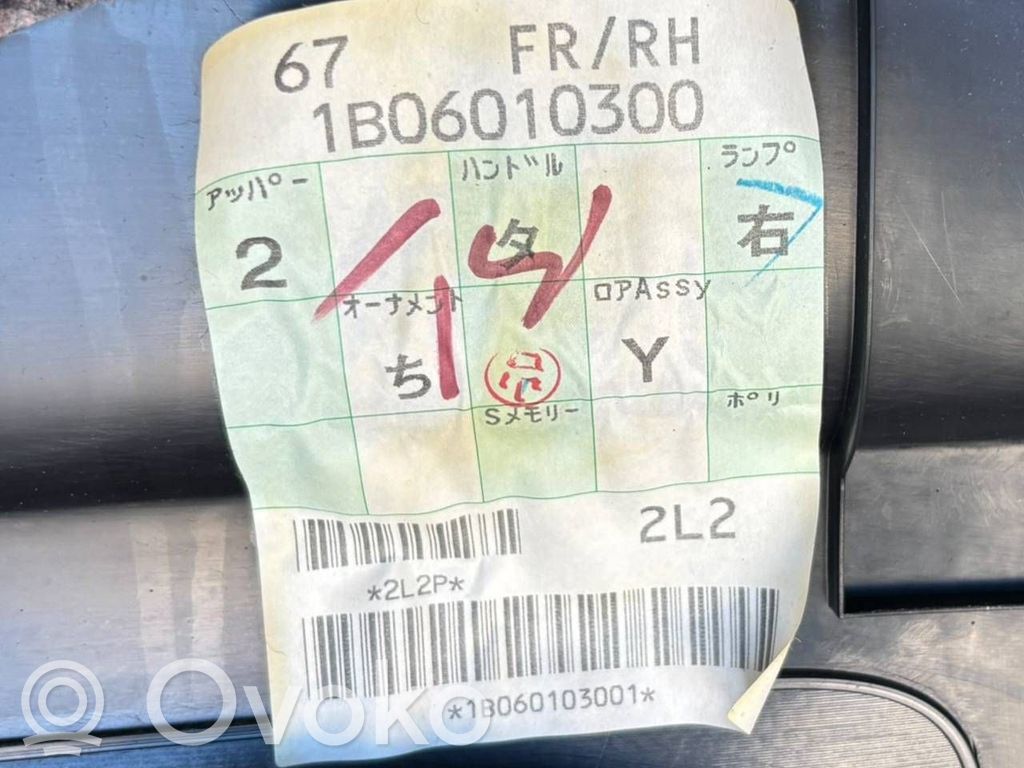 67 FR/RH
1B06010300
アッパー ハンドル ランプ
2 タ 右
オーナメント ロアAssy
ち Y
Sメモリー ポリ
2L2
*2L2P*
*1B060103001*
Ovoko